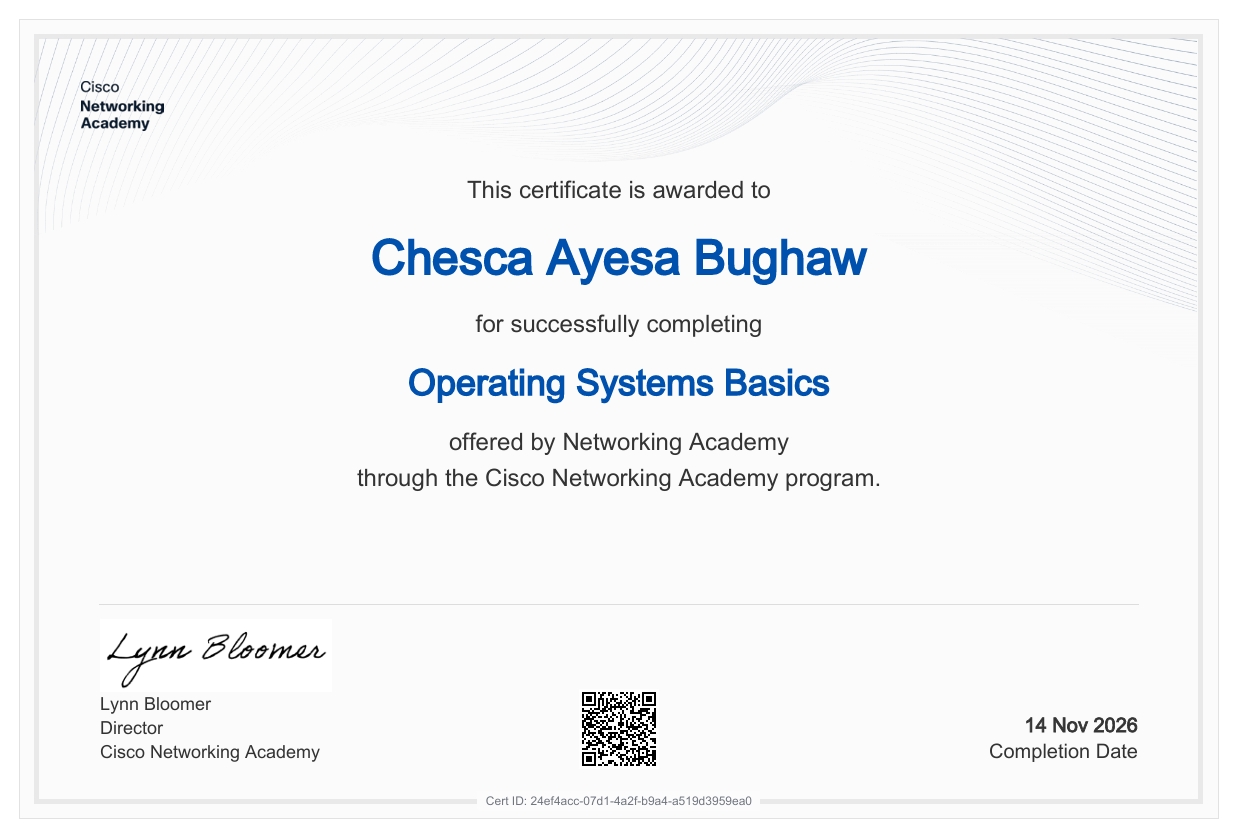 Cisco
Networking
Academy
This certificate is awarded to
Chesca Ayesa Bughaw
for successfully completing
Operating Systems Basics
offered by Networking Academy
through the Cisco Networking Academy program.
Lynn Bloomer
Lynn Bloomer
Director
Cisco Networking Academy
14 Nov 2026
Completion Date
Cert ID: 24ef4acc-07d1-4a2f-b9a4-a519d3959ea0